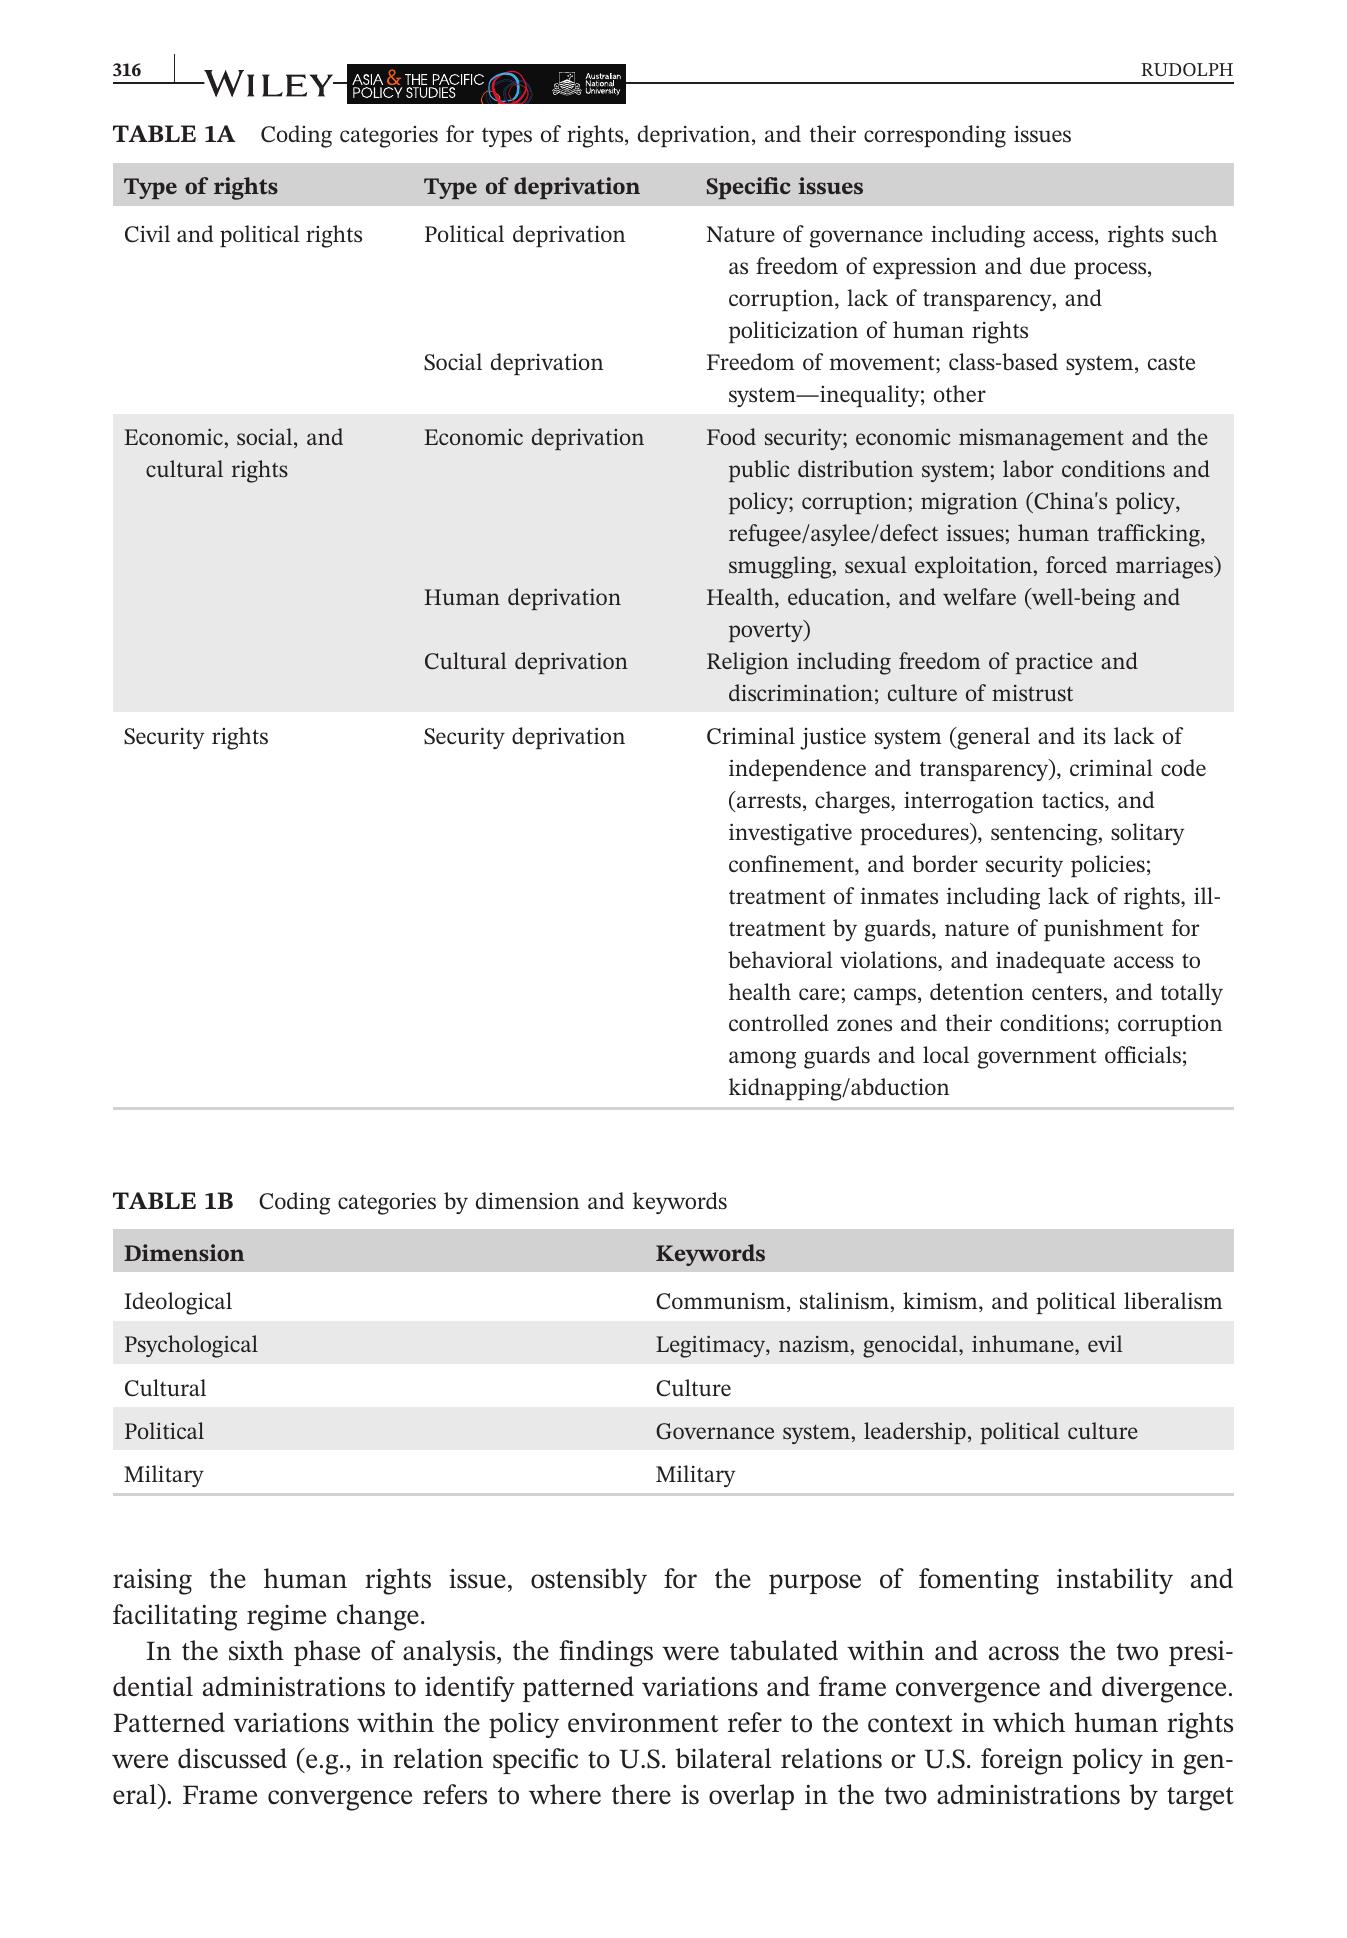 316
WILEY
ASIA & THE PACIFIC
POLICY STUDIES
Australian
National
University
RUDOLPH
TABLE 1A Coding categories for types of rights, deprivation, and their corresponding issues
Type of rights Type of deprivation Specific issues
Civil and political rights Political deprivation Nature of governance including access, rights such
as freedom of expression and due process,
corruption, lack of transparency, and
politicization of human rights
Social deprivation Freedom of movement; class-based system, caste
system—inequality; other
Economic, social, and Economic deprivation Food security; economic mismanagement and the
cultural rights public distribution system; labor conditions and
policy; corruption; migration (China's policy,
refugee/asylee/defect issues; human trafficking,
smuggling, sexual exploitation, forced marriages)
Human deprivation Health, education, and welfare (well-being and
poverty)
Cultural deprivation Religion including freedom of practice and
discrimination; culture of mistrust
Security rights Security deprivation Criminal justice system (general and its lack of
independence and transparency), criminal code
(arrests, charges, interrogation tactics, and
investigative procedures), sentencing, solitary
confinement, and border security policies;
treatment of inmates including lack of rights, ill-
treatment by guards, nature of punishment for
behavioral violations, and inadequate access to
health care; camps, detention centers, and totally
controlled zones and their conditions; corruption
among guards and local government officials;
kidnapping/abduction
TABLE 1B Coding categories by dimension and keywords
Dimension Keywords
Ideological Communism, stalinism, kimism, and political liberalism
Psychological Legitimacy, nazism, genocidal, inhumane, evil
Cultural Culture
Political Governance system, leadership, political culture
Military Military
raising the human rights issue, ostensibly for the purpose of fomenting instability and
facilitating regime change.
In the sixth phase of analysis, the findings were tabulated within and across the two presi-
dential administrations to identify patterned variations and frame convergence and divergence.
Patterned variations within the policy environment refer to the context in which human rights
were discussed (e.g., in relation specific to U.S. bilateral relations or U.S. foreign policy in gen-
eral). Frame convergence refers to where there is overlap in the two administrations by target